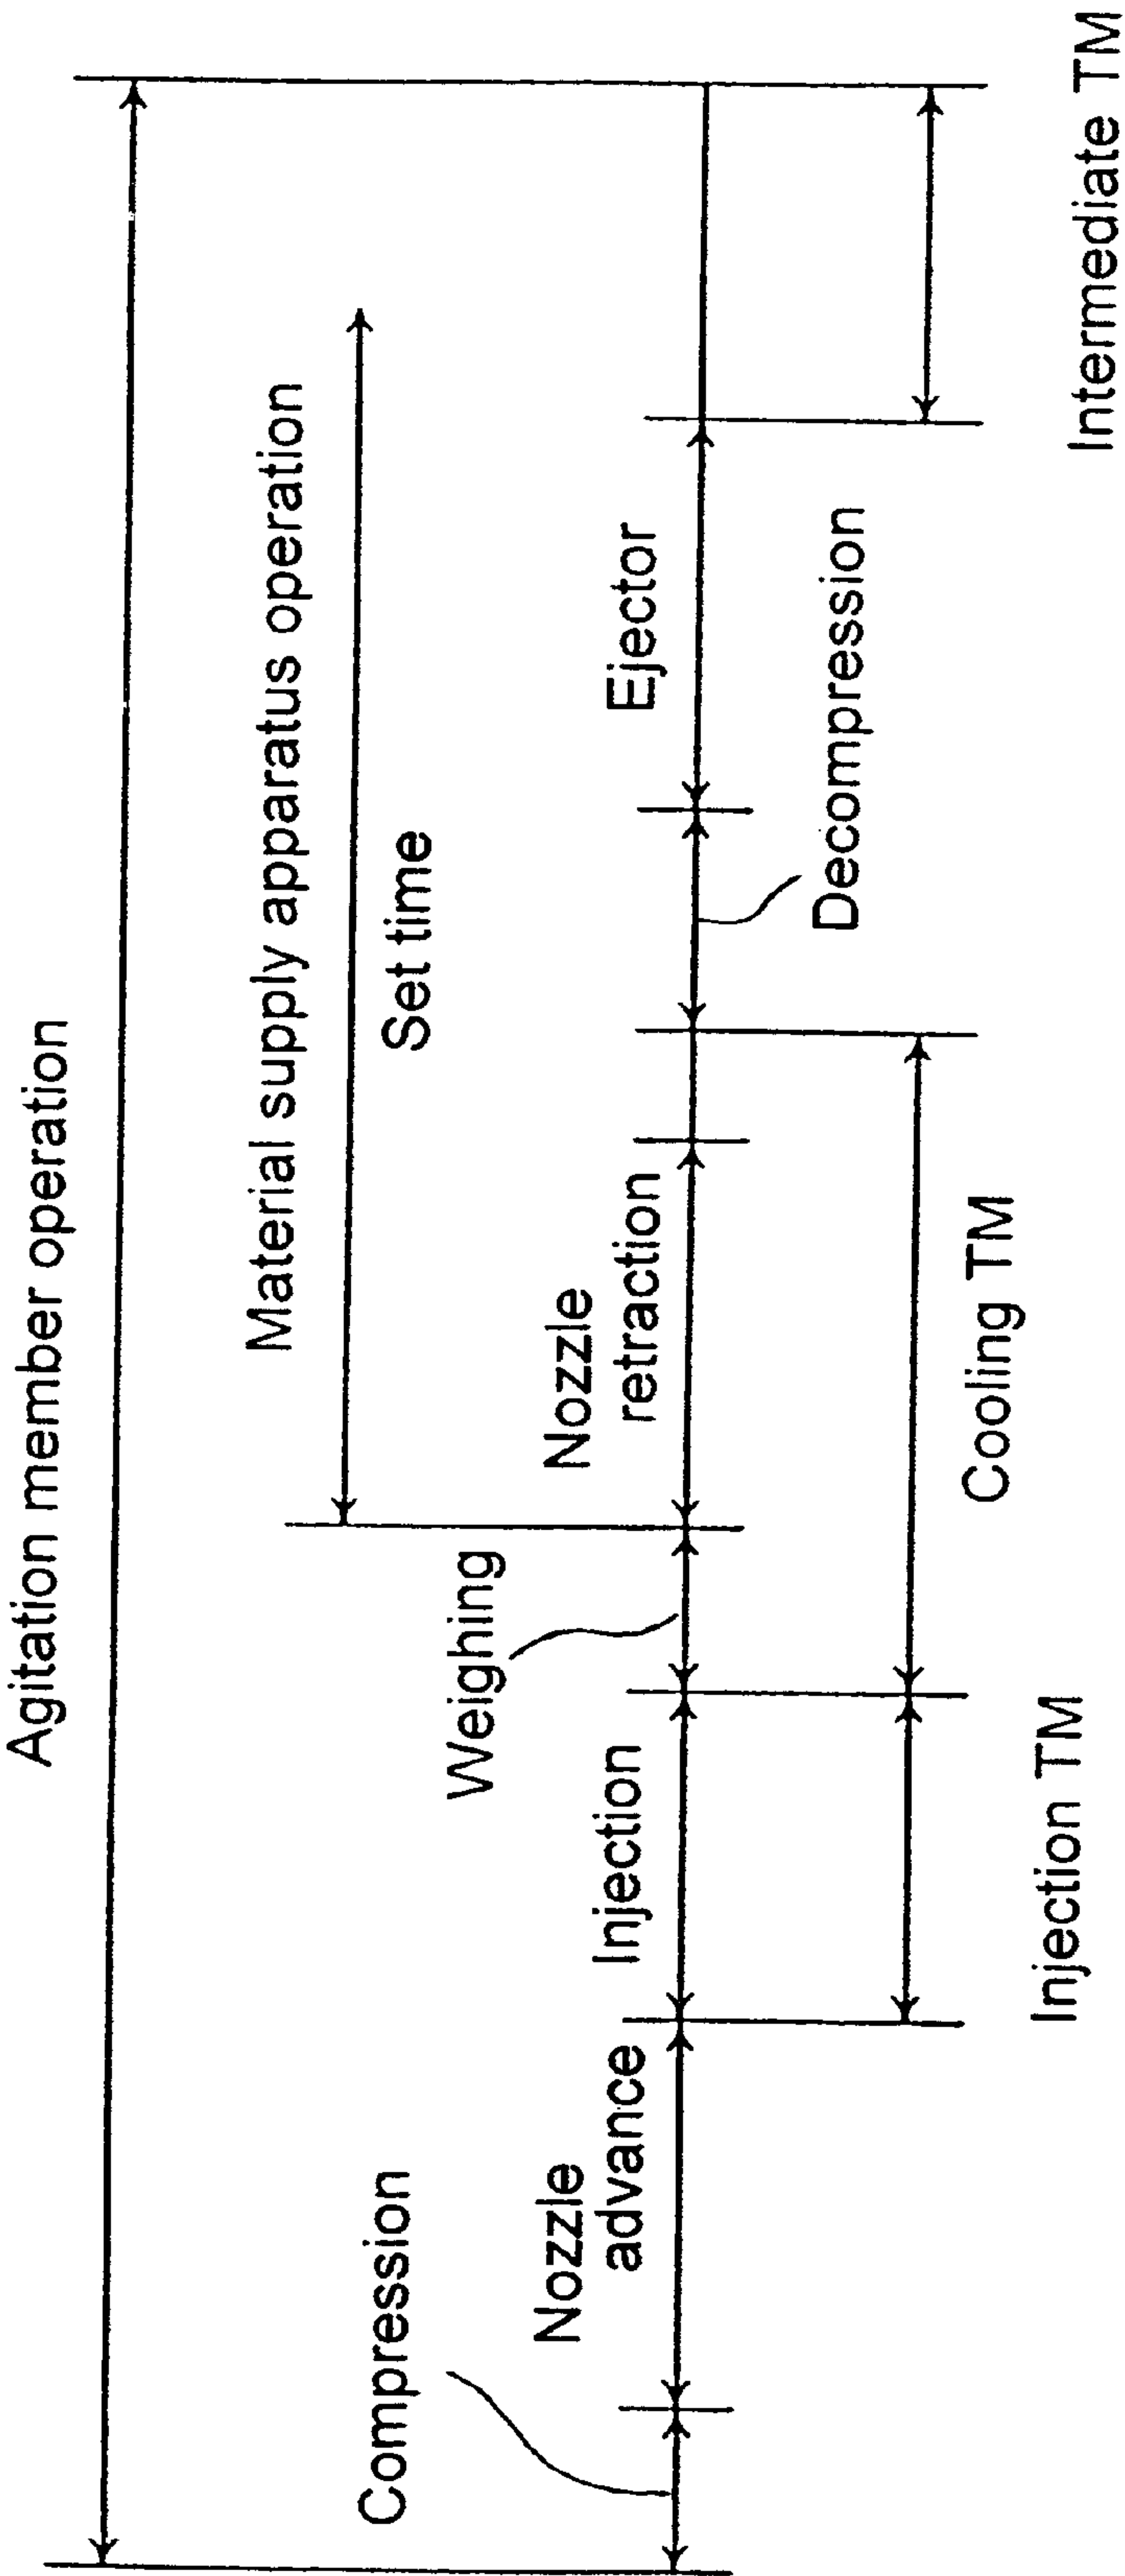 Agitation member operation
Material supply apparatus operation
Set time
Compression
Nozzle
advance
Injection
Weighing
Nozzle
retraction
Ejector
Decompression
Injection TM
Cooling TM
Intermediate TM